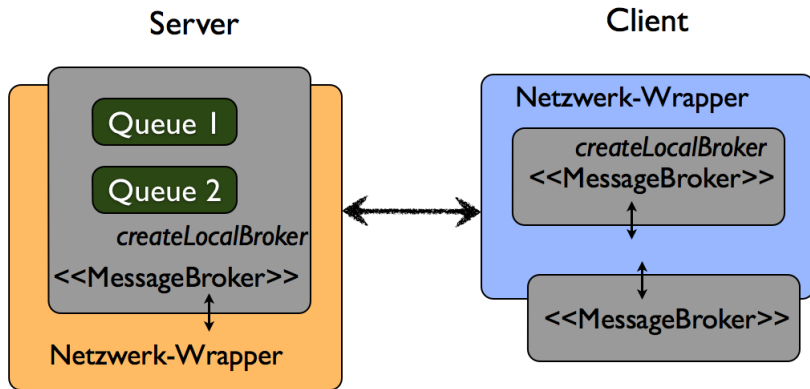 Server
Queue 1
Queue 2
createLocalBroker
<<MessageBroker>>
Netzwerk-Wrapper
Client
Netzwerk-Wrapper
createLocalBroker
<<MessageBroker>>
<<MessageBroker>>